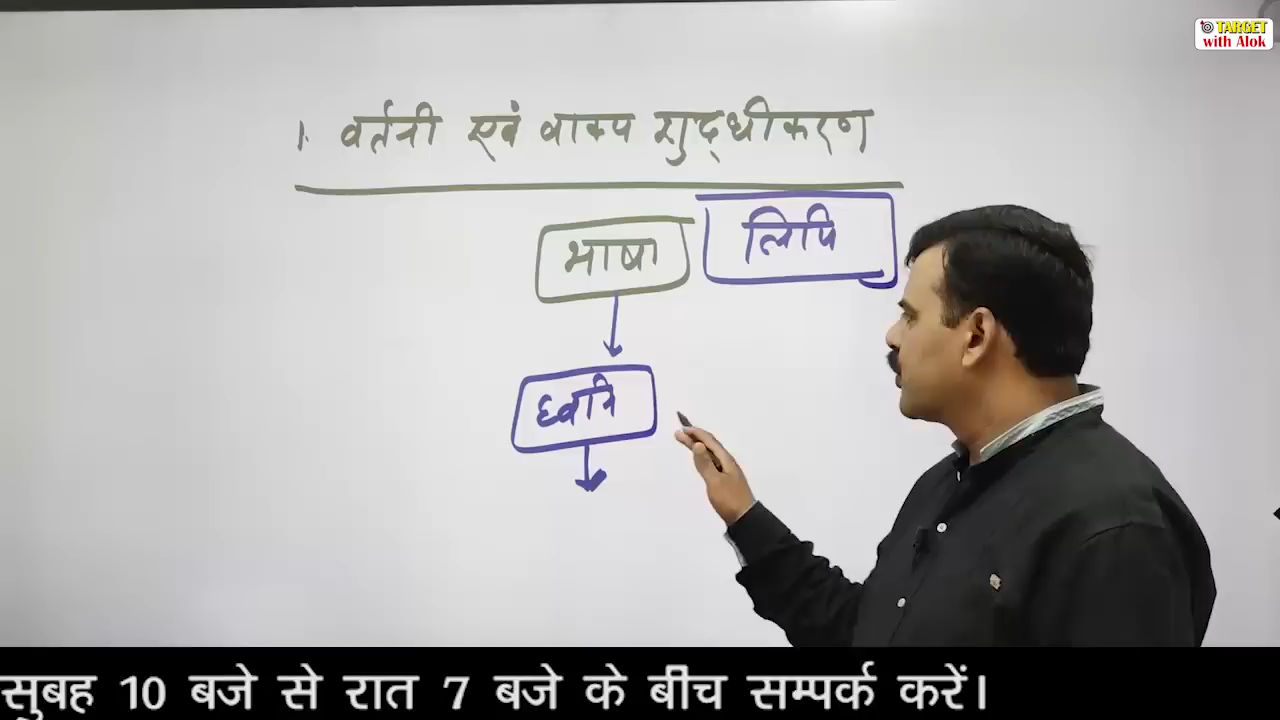 TARGET
with Alok
1. वर्तनी एवं वाक्य शुद्धीकरण
भाषा
लिपि
ध्वनि
सुबह 10 बजे से रात 7 बजे के बीच सम्पर्क करें।